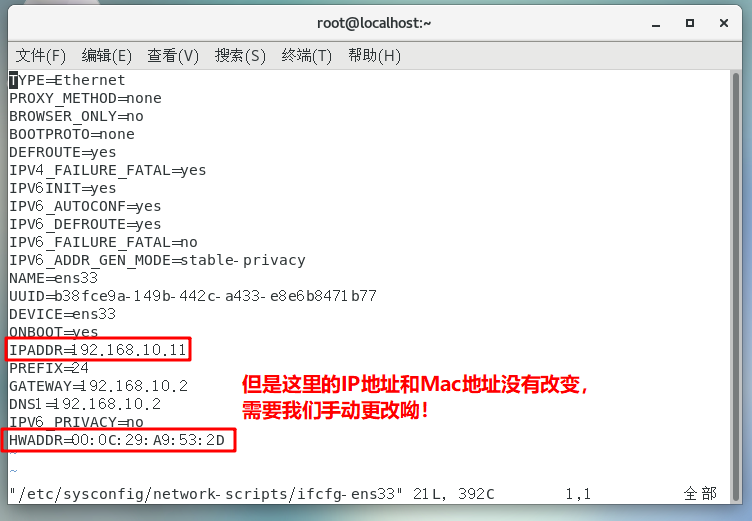 root@localhost:~
文件(F) 编辑(E) 查看(V) 搜索(S) 终端(T) 帮助(H)
TYPE=Ethernet
PROXY_METHOD=none
BROWSER_ONLY=no
BOOTPROTO=none
DEFROUTE=yes
IPV4_FAILURE_FATAL=yes
IPV6INIT=yes
IPV6_AUTOCONF=yes
IPV6_DEFROUTE=yes
IPV6_FAILURE_FATAL=no
IPV6_ADDR_GEN_MODE=stable-privacy
NAME=ens33
UUID=b38fce9a-149b-442c-a433-e8e6b8471b77
DEVICE=ens33
ONBOOT=yes
IPADDR=192.168.10.11
PREFIX=24
GATEWAY=192.168.10.2
DNS1=192.168.10.2
IPV6_PRIVACY=no
HWADDR=00:0C:29:A9:53:2D
但是这里的IP地址和Mac地址没有改变，
需要我们手动更改呦！
~
~
"/etc/sysconfig/network-scripts/ifcfg-ens33" 21L, 392C 1,1 全部